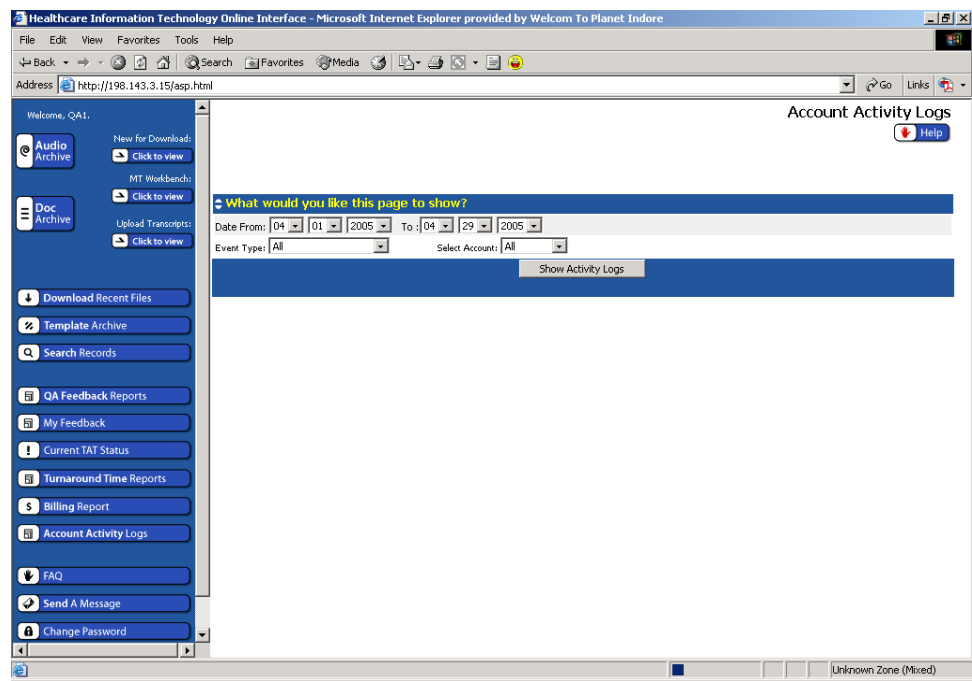 Healthcare Information Technology Online Interface - Microsoft Internet Explorer provided by Welcom To Planet Indore
File Edit View Favorites Tools Help
Back Search Favorites Media
Address http://198.143.3.15/asp.html Go Links
Welcome, QA1.
Account Activity Logs
Help
Audio Archive
New for Download:
Click to view
MT Workbench:
Click to view
Doc Archive
Upload Transcripts:
Click to view
What would you like this page to show?
Date From: 04 01 2005 To : 04 29 2005
Event Type: All Select Account: All
Show Activity Logs
Download Recent Files
Template Archive
Search Records
QA Feedback Reports
My Feedback
Current TAT Status
Turnaround Time Reports
$ Billing Report
Account Activity Logs
FAQ
Send A Message
Change Password
Unknown Zone (Mixed)